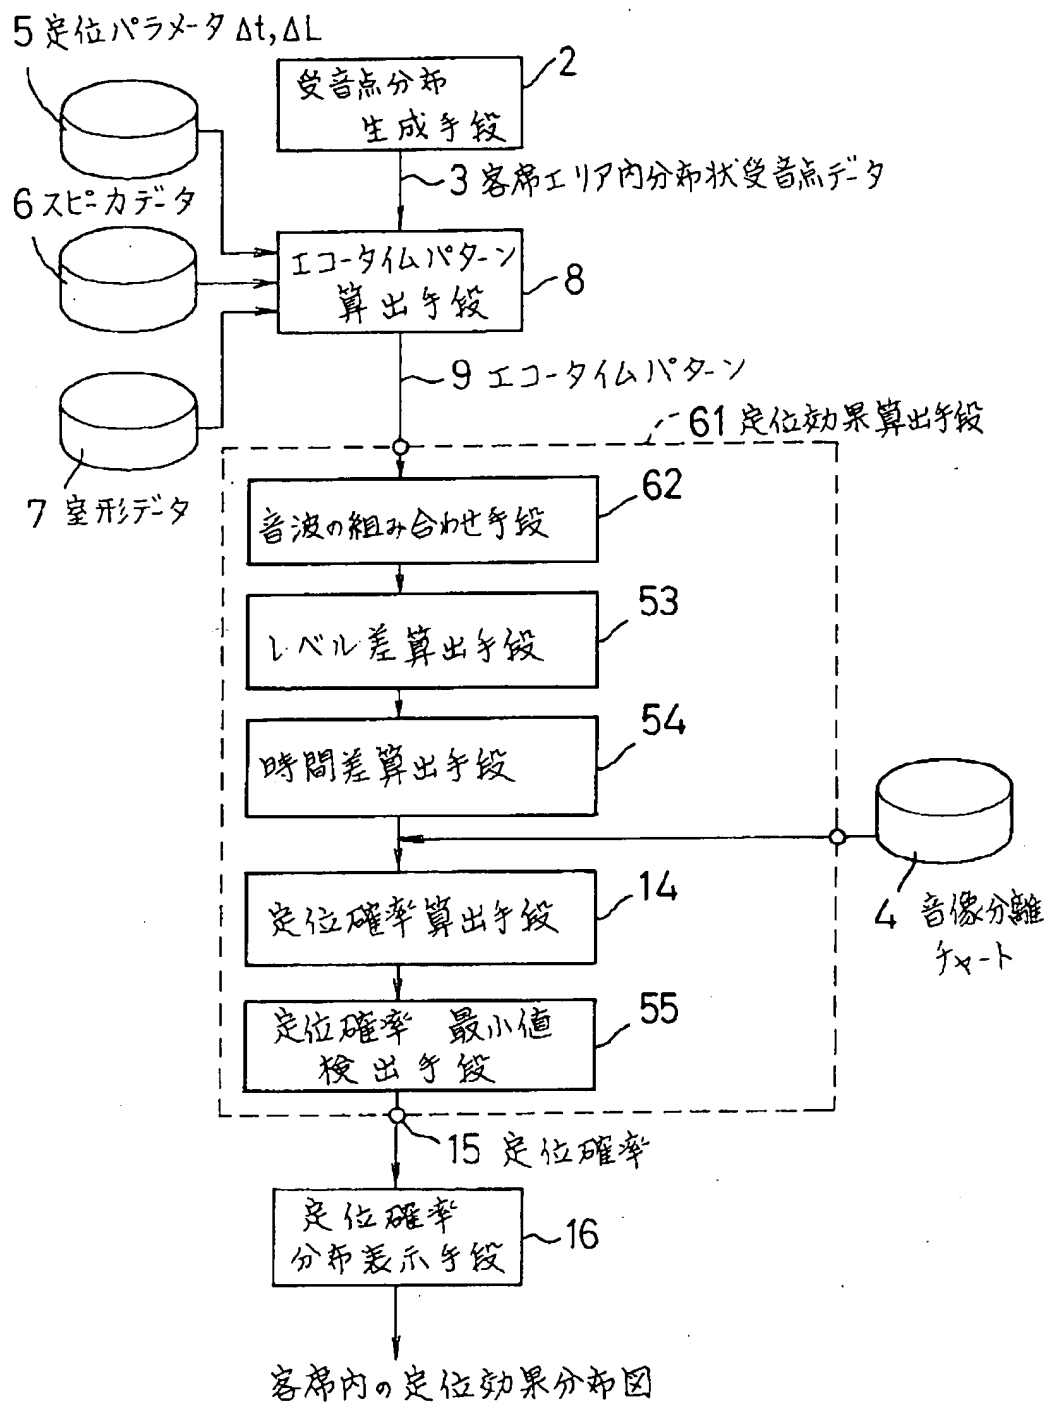 5 定位パラメータ Δt, ΔL
受音点分布
生成手段
2
3 客席エリア内分布状受音点データ
6 スピーカデータ
エコータイムパターン
算出手段
8
9 エコータイムパターン
7 室形データ
61 定位効果算出手段
音波の組み合わせ手段
62
レベル差算出手段
53
時間差算出手段
54
4 音像分離
チャート
定位確率算出手段
14
定位確率 最小値
検出手段
55
15 定位確率
定位確率
分布表示手段
16
客席内の定位効果分布図